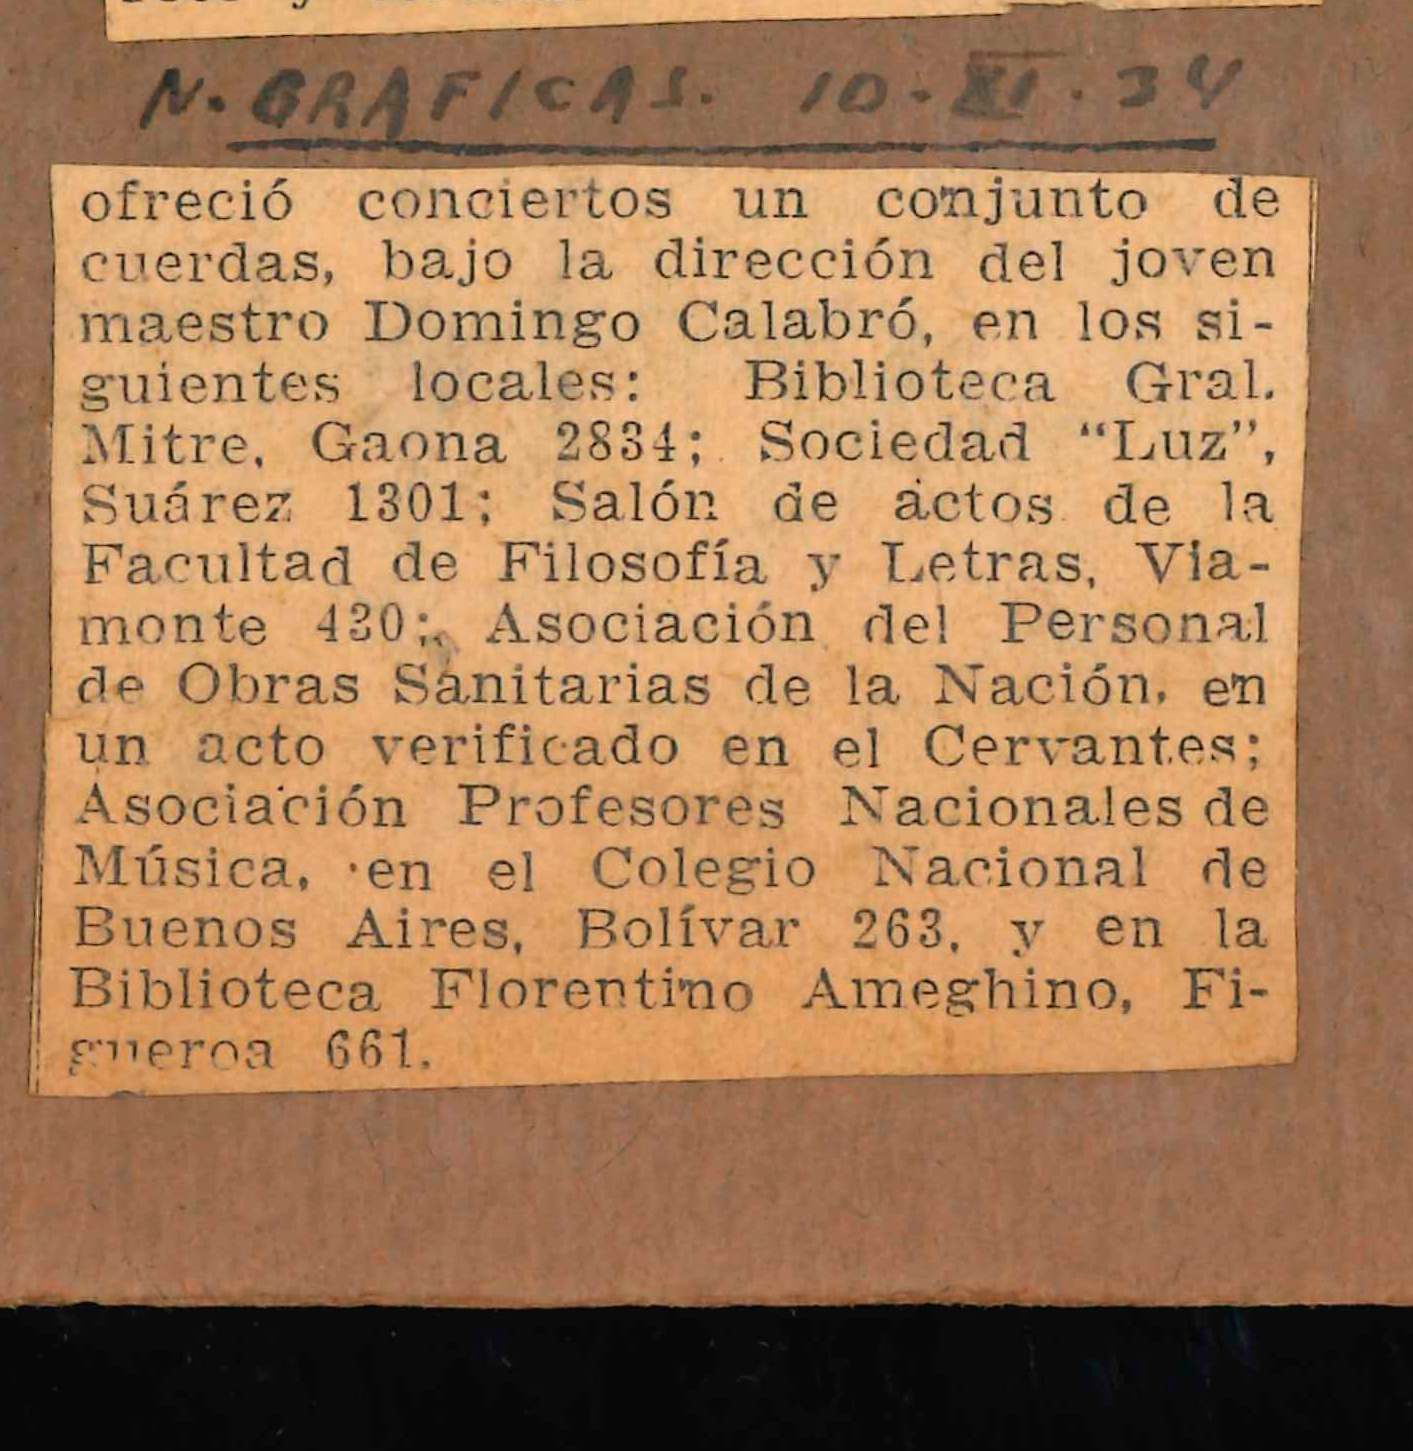 N. GRAFICAS. 10-XI.34
ofreció conciertos un conjunto de
cuerdas, bajo la dirección del joven
maestro Domingo Calabró, en los si-
guientes locales: Biblioteca Gral.
Mitre, Gaona 2834; Sociedad “Luz”,
Suárez 1301; Salón de actos de la
Facultad de Filosofía y Letras, Via-
monte 430; Asociación del Personal
de Obras Sanitarias de la Nación, en
un acto verificado en el Cervantes;
Asociación Profesores Nacionales de
Música, en el Colegio Nacional de
Buenos Aires, Bolívar 263, y en la
Biblioteca Florentino Ameghino, Fi-
gueroa 661.